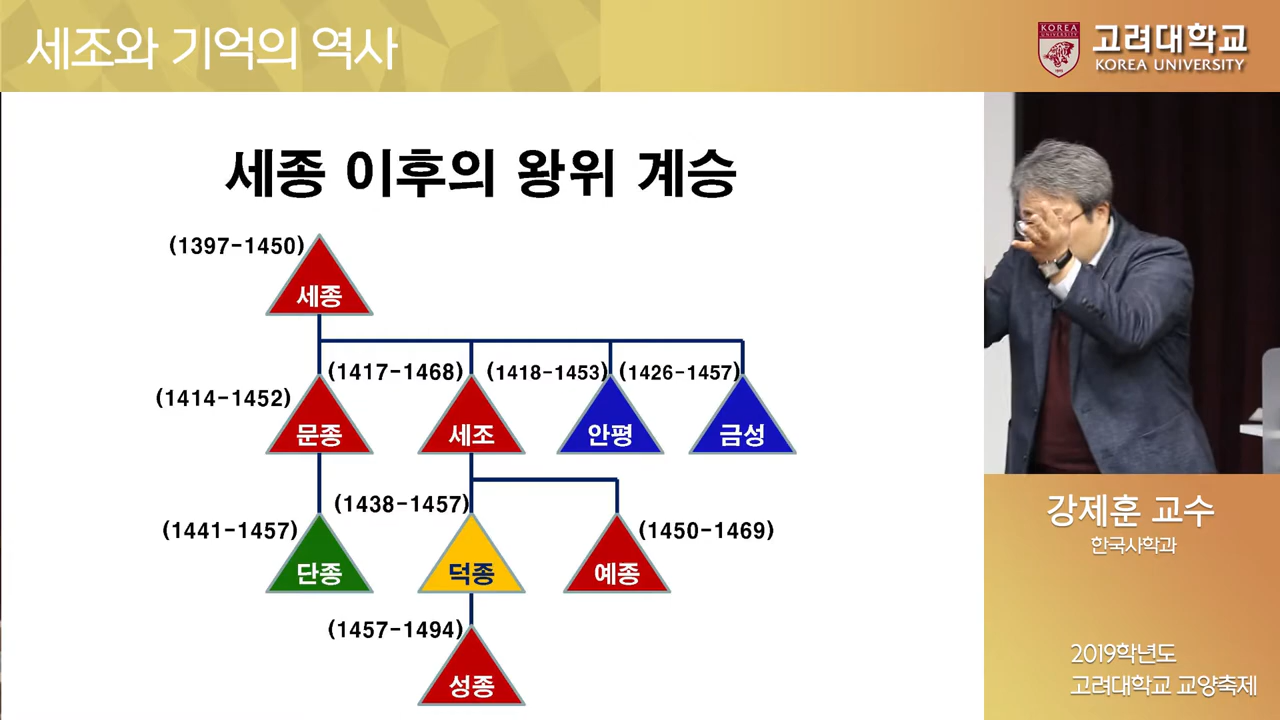 세조와 기억의 역사
KOREA
UNIVERSITY
고려대학교
KOREA UNIVERSITY
세종 이후의 왕위 계승
(1397-1450)
세종
(1417-1468)
(1418-1453)
(1426-1457)
(1414-1452)
문종
세조
안평
금성
(1438-1457)
(1441-1457)
(1450-1469)
단종
덕종
예종
(1457-1494)
성종
강제훈 교수
한국사학과
2019학년도
고려대학교 교양축제